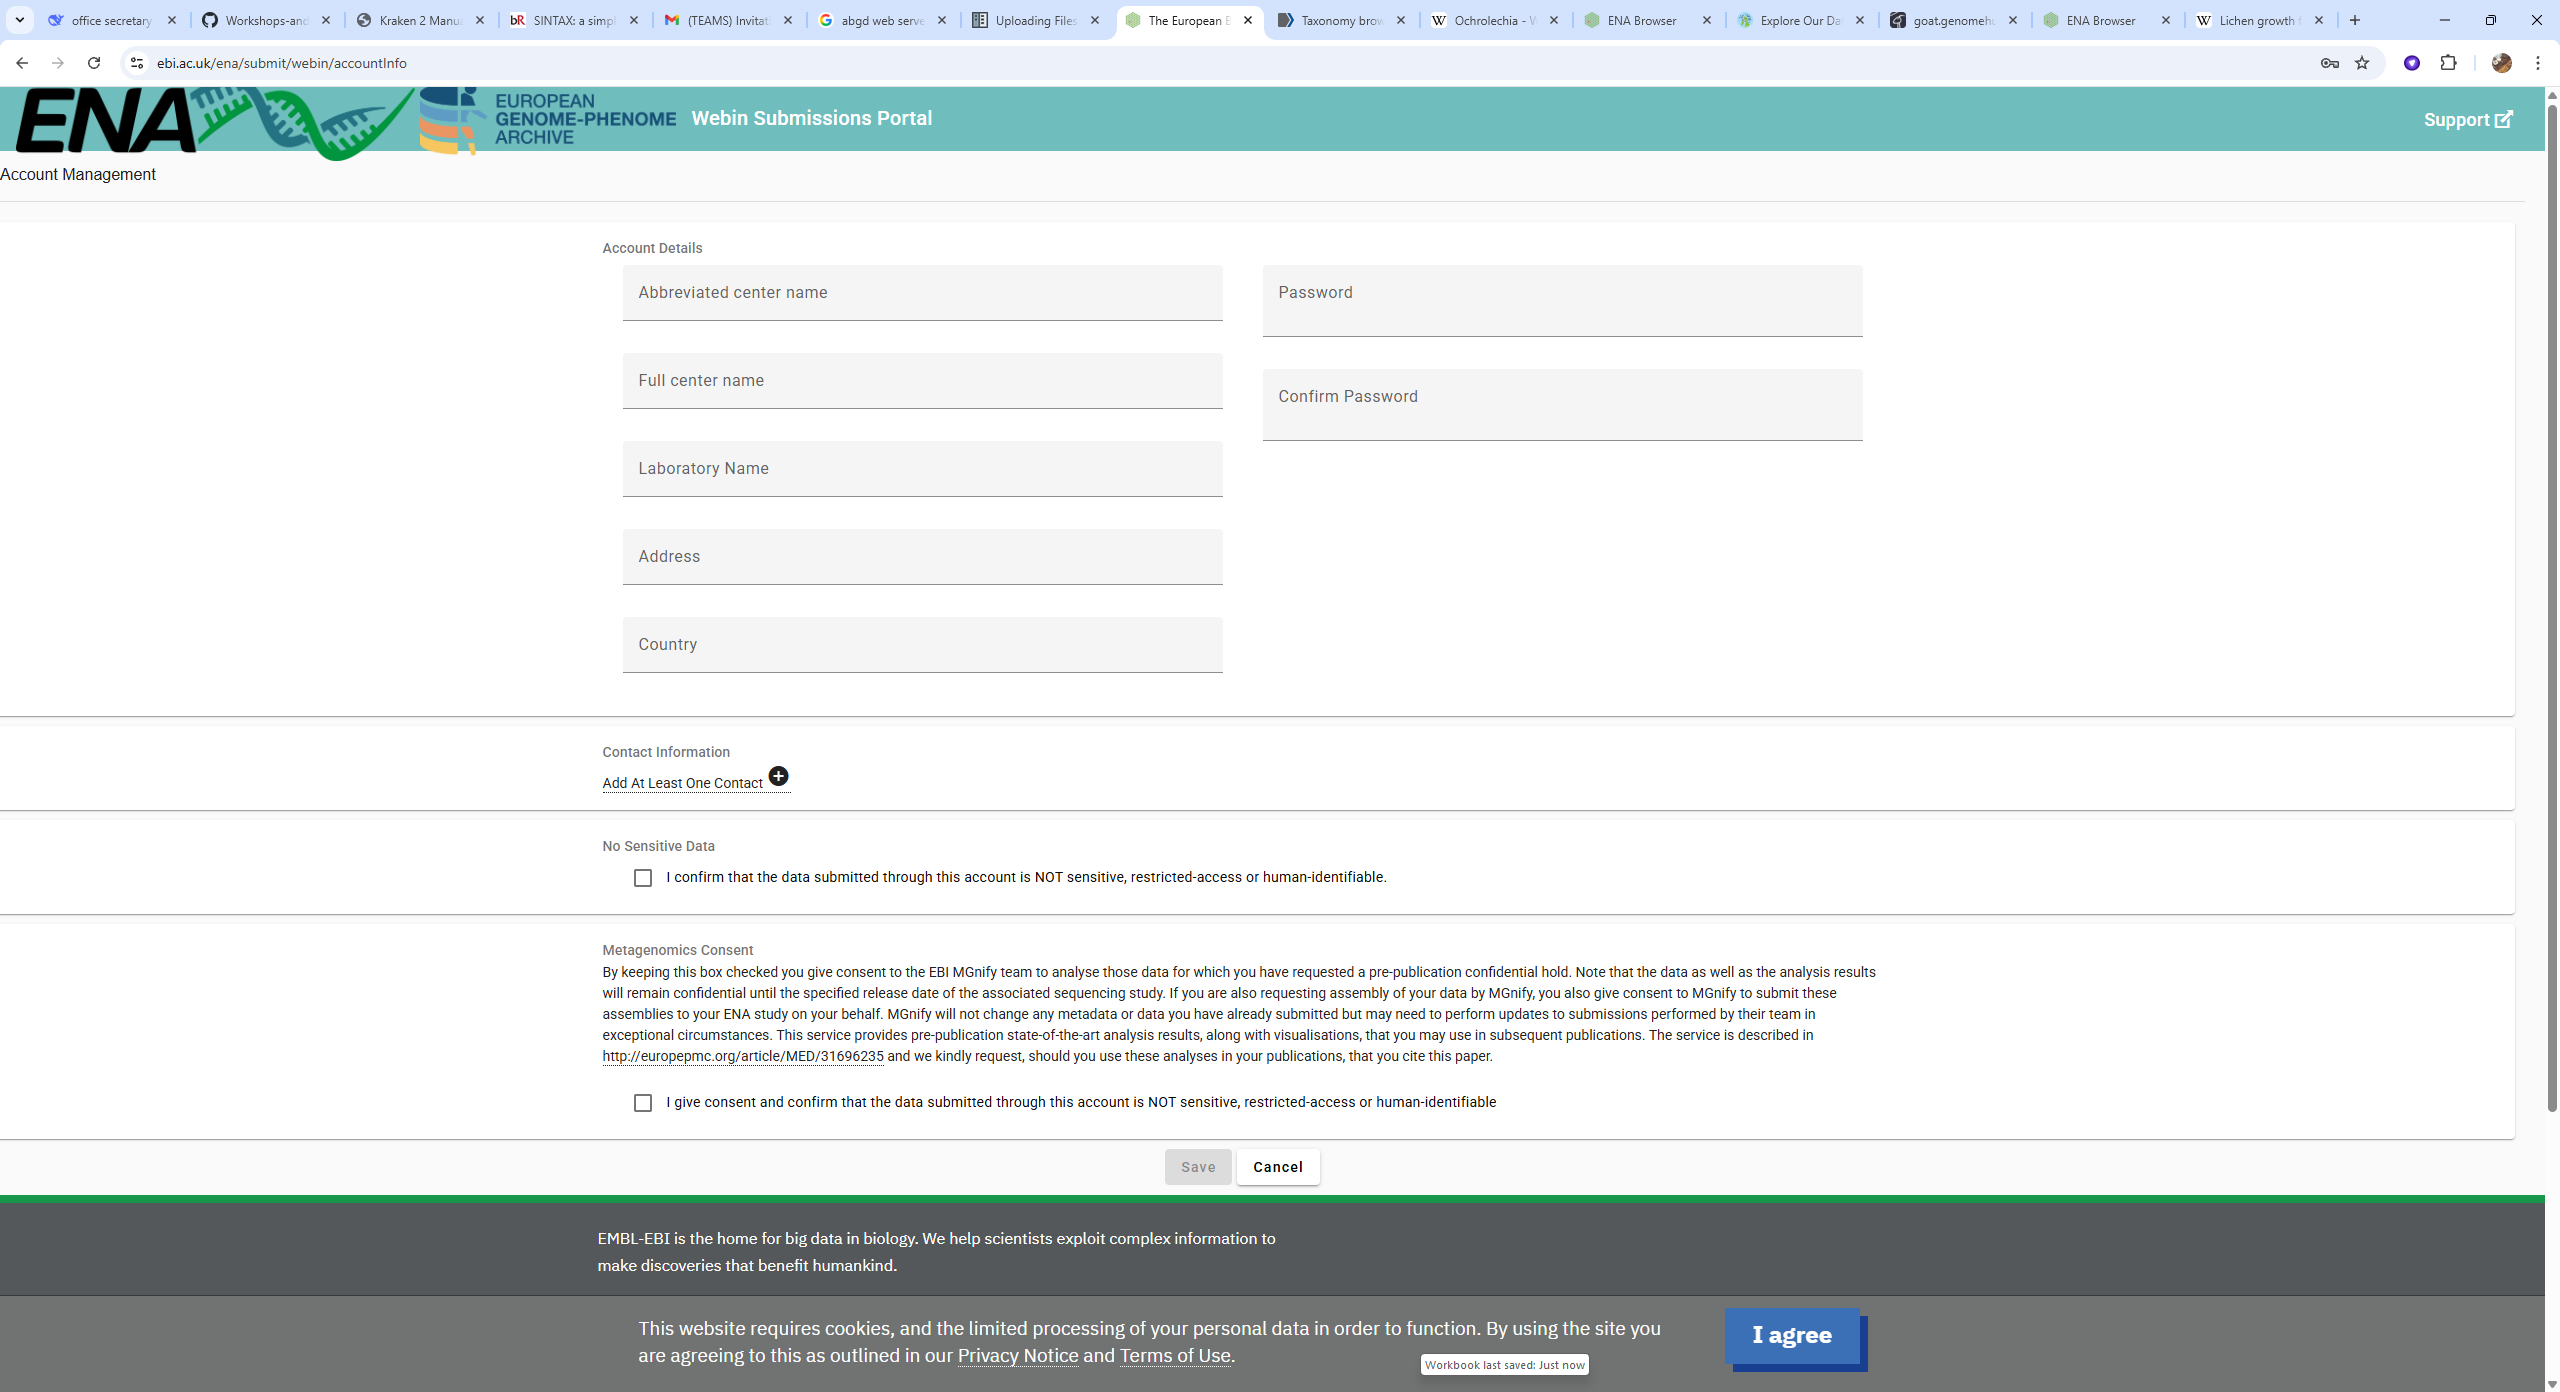 office secretary
Workshops-and
Kraken 2 Manu
SINTAX: a simpl
(TEAMS) Invitat
abgd web serve
Uploading Files
The European E
Taxonomy brow
Ochrolechia - W
ENA Browser
Explore Our Dat
goat.genomehu
ENA Browser
Lichen growth f
ebi.ac.uk/ena/submit/webin/accountInfo
ENA
EUROPEAN
GENOME-PHENOME
ARCHIVE
Webin Submissions Portal
Support
Account Management
Account Details
Abbreviated center name
Password
Full center name
Confirm Password
Laboratory Name
Address
Country
Contact Information
Add At Least One Contact
No Sensitive Data
I confirm that the data submitted through this account is NOT sensitive, restricted-access or human-identifiable.
Metagenomics Consent
By keeping this box checked you give consent to the EBI MGnify team to analyse those data for which you have requested a pre-publication confidential hold. Note that the data as well as the analysis results
will remain confidential until the specified release date of the associated sequencing study. If you are also requesting assembly of your data by MGnify, you also give consent to MGnify to submit these
assemblies to your ENA study on your behalf. MGnify will not change any metadata or data you have already submitted but may need to perform updates to submissions performed by their team in
exceptional circumstances. This service provides pre-publication state-of-the-art analysis results, along with visualisations, that you may use in subsequent publications. The service is described in
http://europepmc.org/article/MED/31696235 and we kindly request, should you use these analyses in your publications, that you cite this paper.
I give consent and confirm that the data submitted through this account is NOT sensitive, restricted-access or human-identifiable
Save
Cancel
EMBL-EBI is the home for big data in biology. We help scientists exploit complex information to
make discoveries that benefit humankind.
This website requires cookies, and the limited processing of your personal data in order to function. By using the site you
are agreeing to this as outlined in our Privacy Notice and Terms of Use.
I agree
Workbook last saved: Just now